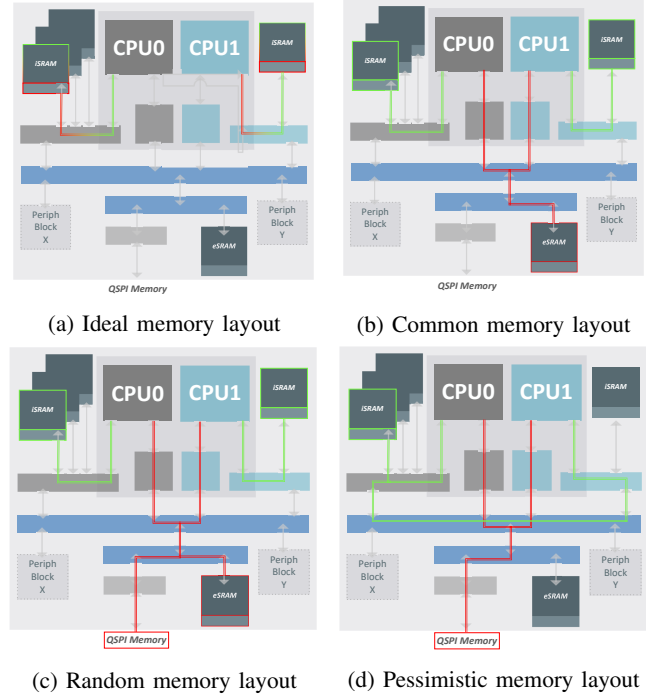 iSRAM
CPU0
CPU1
iSRAM
Periph
Block
X
eSRAM
Periph
Block
Y
QSPI Memory
(a) Ideal memory layout
iSRAM
CPU0
CPU1
iSRAM
Periph
Block
X
eSRAM
Periph
Block
Y
QSPI Memory
(b) Common memory layout
iSRAM
CPU0
CPU1
iSRAM
Periph
Block
X
eSRAM
Periph
Block
Y
QSPI Memory
(c) Random memory layout
iSRAM
CPU0
CPU1
iSRAM
Periph
Block
X
eSRAM
Periph
Block
Y
QSPI Memory
(d) Pessimistic memory layout